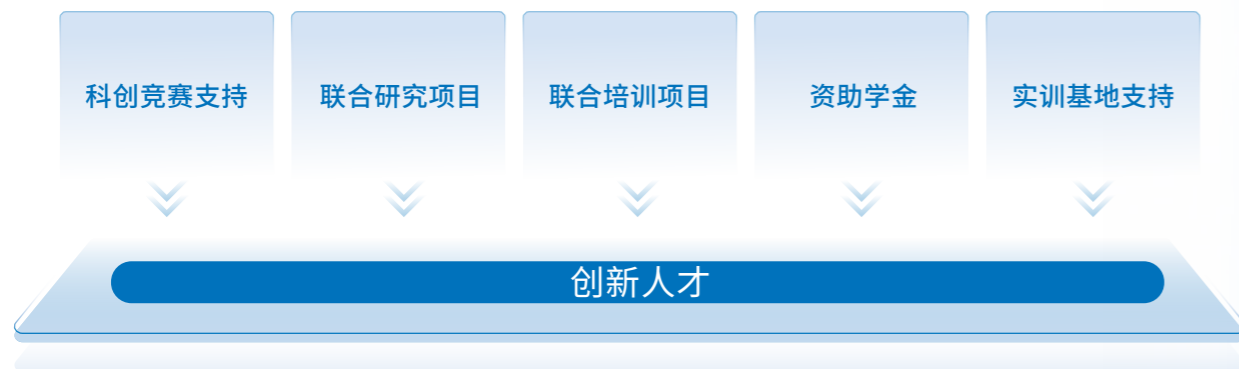 科创竞赛支持
联合研究项目
联合培训项目
资助学金
实训基地支持
创新人才